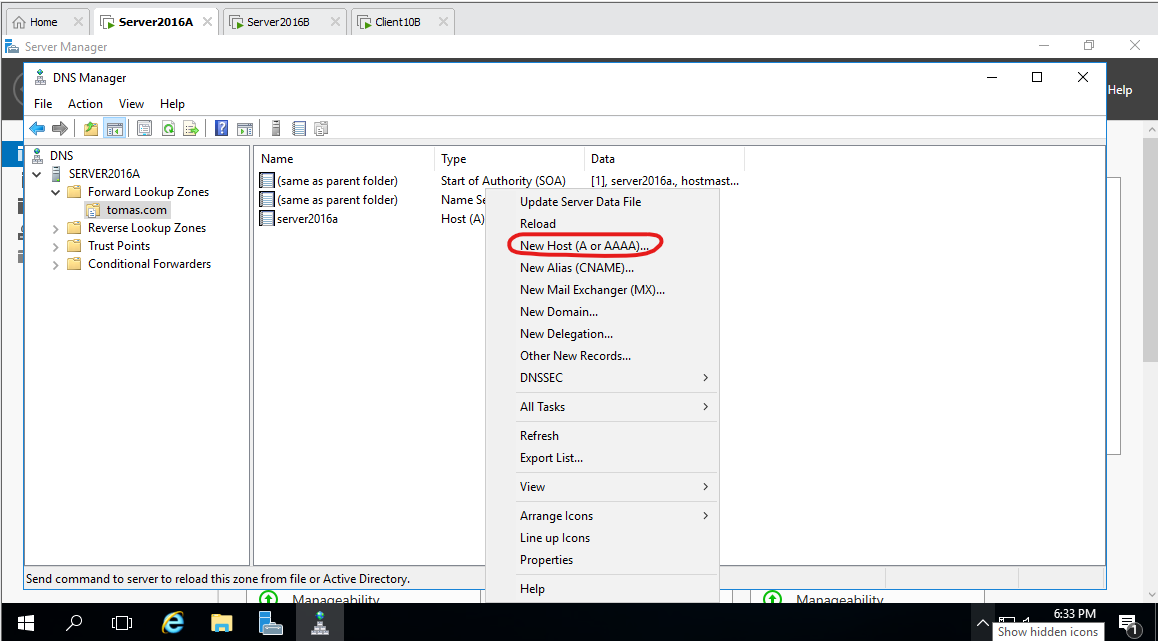 Home
Server2016A
Server2016B
Client10B
Server Manager
DNS Manager
Help
File Action View Help
DNS
SERVER2016A
Forward Lookup Zones
tomas.com
Reverse Lookup Zones
Trust Points
Conditional Forwarders
Name Type Data
(same as parent folder) Start of Authority (SOA) [1], server2016a., hostmast...
(same as parent folder) Name Se
server2016a Host (A)
Update Server Data File
Reload
New Host (A or AAAA)...
New Alias (CNAME)...
New Mail Exchanger (MX)...
New Domain...
New Delegation...
Other New Records...
DNSSEC
All Tasks
Refresh
Export List...
View
Arrange Icons
Line up Icons
Properties
Help
Send command to server to reload this zone from file or Active Directory.
Manageability
Manageability
6:33 PM
Show hidden icons
1